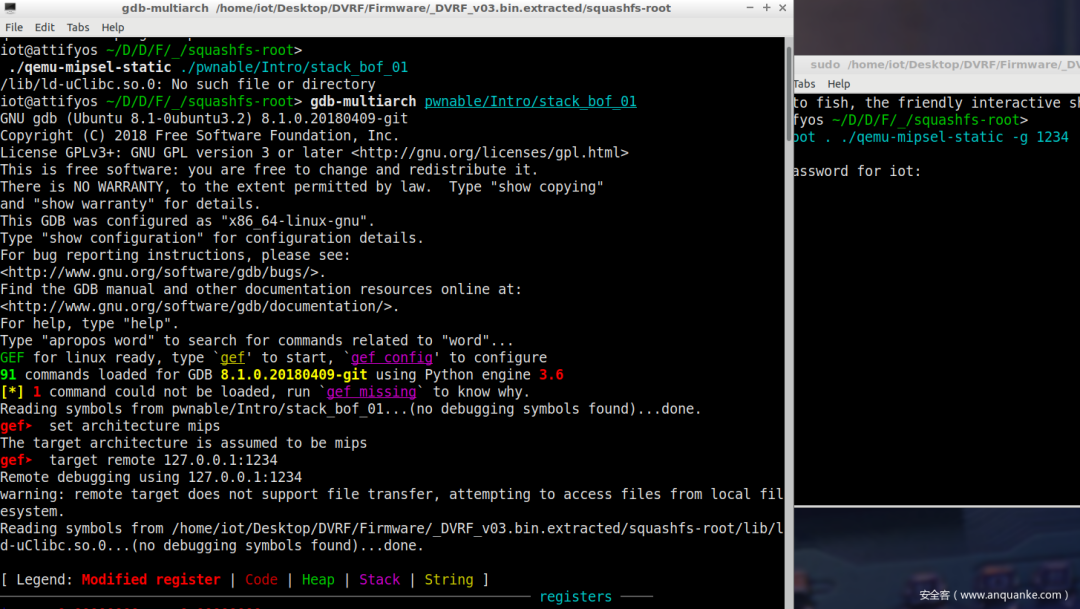 gdb-multiarch /home/iot/Desktop/DVRF/Firmware/_DVRF_v03.bin.extracted/squashfs-root
File Edit Tabs Help
iot@attifyos ~/D/D/F/_/squashfs-root>
./qemu-mipsel-static ./pwnable/Intro/stack_bof_01
/lib/ld-uClibc.so.0: No such file or directory
iot@attifyos ~/D/D/F/_/squashfs-root> gdb-multiarch pwnable/Intro/stack_bof_01
GNU gdb (Ubuntu 8.1-0ubuntu3.2) 8.1.0.20180409-git
Copyright (C) 2018 Free Software Foundation, Inc.
License GPLv3+: GNU GPL version 3 or later <http://gnu.org/licenses/gpl.html>
This is free software: you are free to change and redistribute it.
There is NO WARRANTY, to the extent permitted by law.  Type "show copying"
and "show warranty" for details.
This GDB was configured as "x86_64-linux-gnu".
Type "show configuration" for configuration details.
For bug reporting instructions, please see:
<http://www.gnu.org/software/gdb/bugs/>.
Find the GDB manual and other documentation resources online at:
<http://www.gnu.org/software/gdb/documentation/>.
For help, type "help".
Type "apropos word" to search for commands related to "word"...
GEF for linux ready, type `gef' to start, `gef config' to configure
91 commands loaded for GDB 8.1.0.20180409-git using Python engine 3.6
[*] 1 command could not be loaded, run `gef missing` to know why.
Reading symbols from pwnable/Intro/stack_bof_01...(no debugging symbols found)...done.
gef➤  set architecture mips
The target architecture is assumed to be mips
gef➤  target remote 127.0.0.1:1234
Remote debugging using 127.0.0.1:1234
warning: remote target does not support file transfer, attempting to access files from local fil
esystem.
Reading symbols from /home/iot/Desktop/DVRF/Firmware/_DVRF_v03.bin.extracted/squashfs-root/lib/l
d-uClibc.so.0...(no debugging symbols found)...done.
[ Legend: Modified register | Code | Heap | Stack | String ]
registers
sudo /home/iot/Desktop/DVRF/Firmware/_DV
Tabs Help
to fish, the friendly interactive sh
fyos ~/D/D/F/_/squashfs-root>
oot . ./qemu-mipsel-static -g 1234
assword for iot:
安全客（www.anquanke.com）